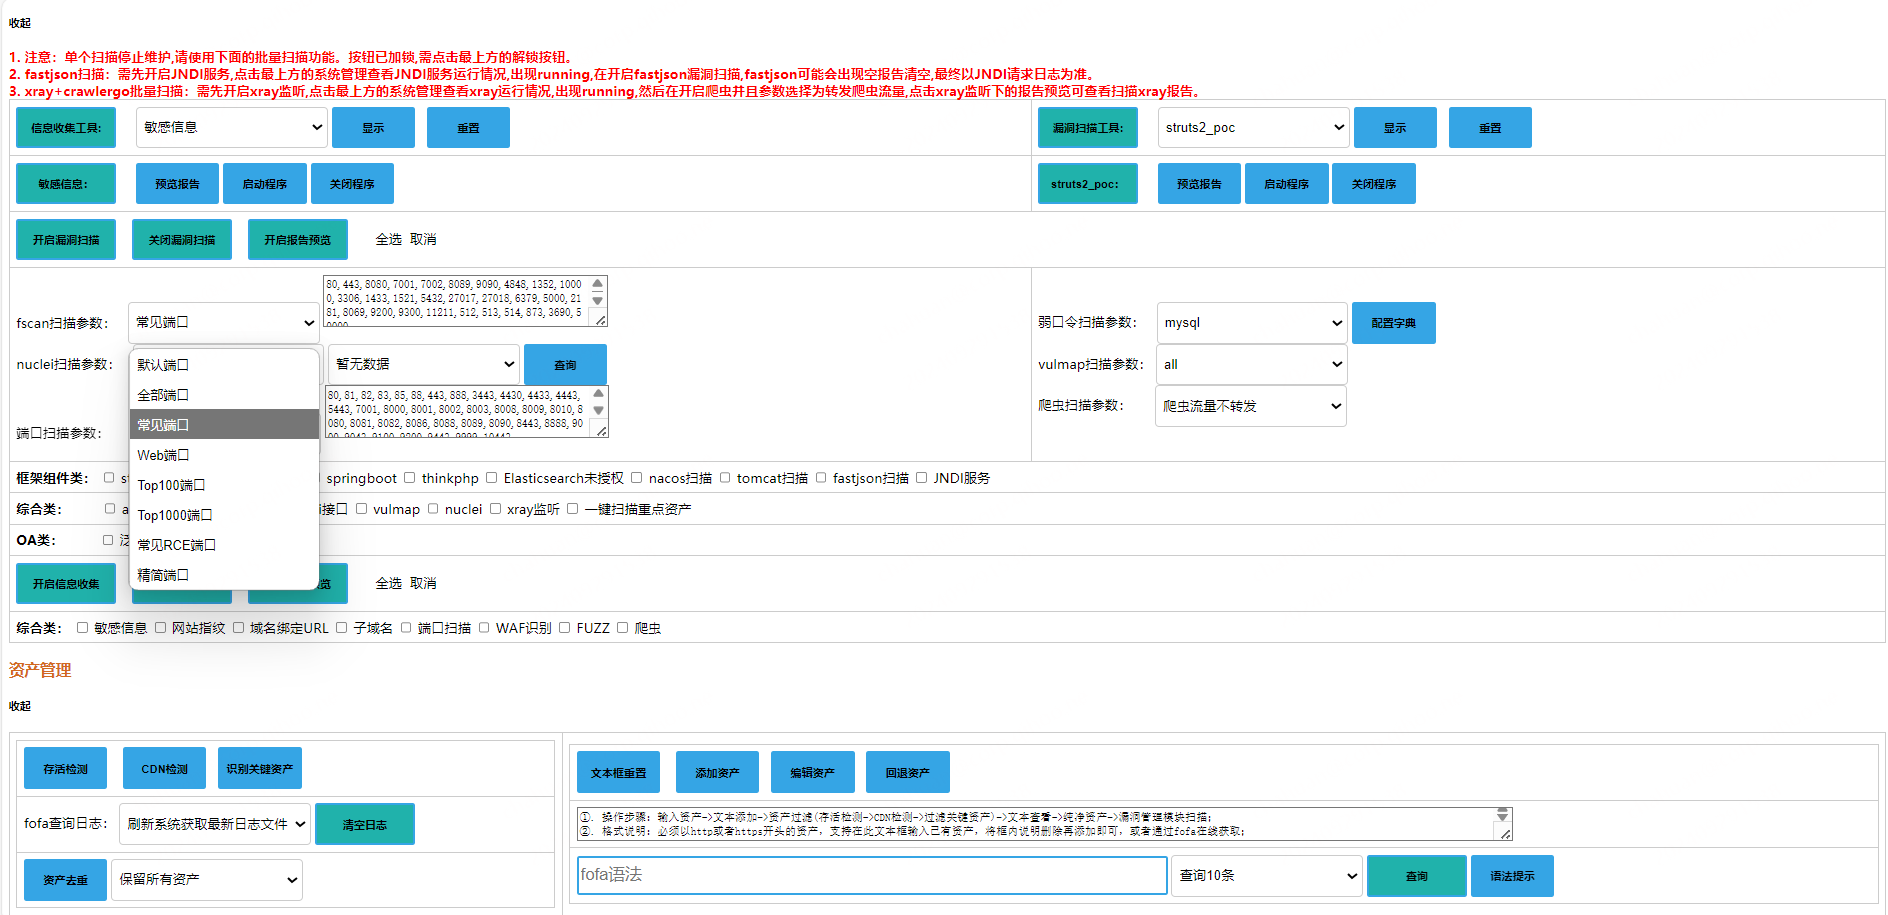 收起
1. 注意：单个扫描停止维护,请使用下面的批量扫描功能。按钮已加锁,需点击最上方的解锁按钮。
2. fastjson扫描：需先开启JNDI服务,点击最上方的系统管理查看JNDI服务运行情况,出现running,在开启fastjson漏洞扫描,fastjson可能会出现空报告清空,最终以JNDI请求日志为准。
3. xray+crawlergo批量扫描：需先开启xray监听,点击最上方的系统管理查看xray运行情况,出现running,然后在开启爬虫并且参数选择为转发爬虫流量,点击xray监听下的报告预览可查看扫描xray报告。
信息收集工具: 敏感信息 显示 重置 漏洞扫描工具: struts2_poc 显示 重置
敏感信息: 预览报告 启动程序 关闭程序 struts2_poc: 预览报告 启动程序 关闭程序
开启漏洞扫描 关闭漏洞扫描 开启报告预览 全选 取消
80, 443, 8080, 7001, 7002, 8089, 9090, 4848, 1352, 1000
0, 3306, 1433, 1521, 5432, 27017, 27018, 6379, 5000, 21
81, 8069, 9200, 9300, 11211, 512, 513, 514, 873, 3690, 5
0000
fscan扫描参数: 常见端口 弱口令扫描参数: mysql 配置字典
nuclei扫描参数: 暂无数据 查询 vulmap扫描参数: all
80, 81, 82, 83, 85, 88, 443, 888, 3443, 4430, 4433, 4443,
5443, 7001, 8000, 8001, 8002, 8003, 8008, 8009, 8010, 8
080, 8081, 8082, 8086, 8088, 8089, 8090, 8443, 8888, 90
00, 9043, 9100, 9200, 9443, 9999, 10443
端口扫描参数: 爬虫扫描参数: 爬虫流量不转发
默认端口
全部端口
常见端口
Web端口
Top100端口
Top1000端口
常见RCE端口
精简端口
框架组件类: st springboot thinkphp Elasticsearch未授权 nacos扫描 tomcat扫描 fastjson扫描 JNDI服务
综合类: a i接口 vulmap nuclei xray监听 一键扫描重点资产
OA类: 泛
开启信息收集 览 全选 取消
综合类: 敏感信息 网站指纹 域名绑定URL 子域名 端口扫描 WAF识别 FUZZ 爬虫
资产管理
收起
存活检测 CDN检测 识别关键资产 文本框重置 添加资产 编辑资产 回退资产
fofa查询日志: 刷新系统获取最新日志文件 清空日志
①. 操作步骤: 输入资产->文本添加->资产过滤(存活检测->CDN检测->过滤关键资产)->文本查看->纯净资产->漏洞管理模块扫描;
②. 格式说明: 必须以http或者https开头的资产, 支持在此文本框输入已有资产, 将框内说明删除再添加即可, 或者通过fofa在线获取;
资产去重 保留所有资产 fofa语法 查询10条 查询 语法提示